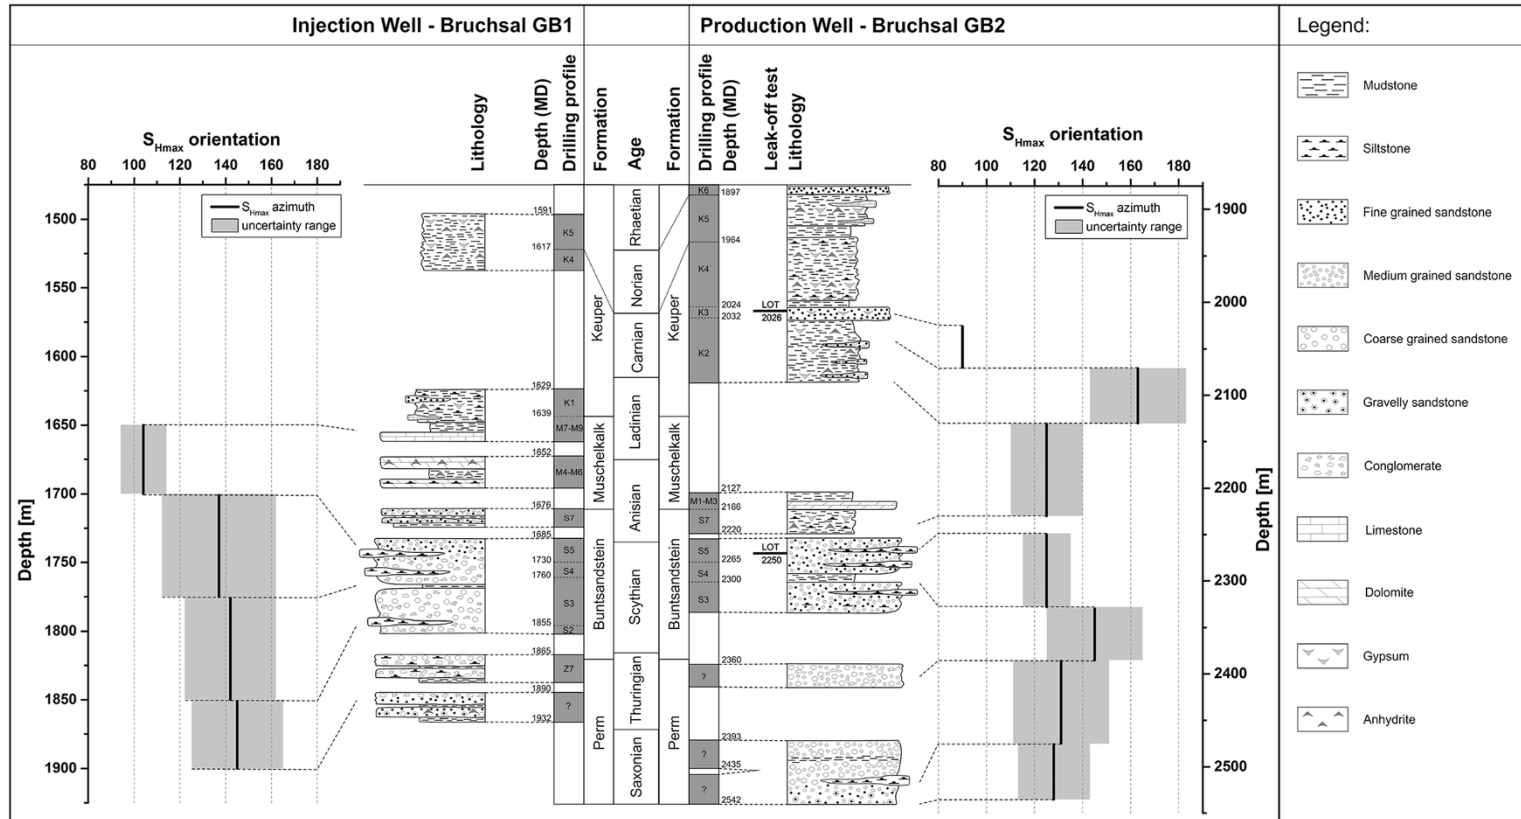 Injection Well - Bruchsal GB1
Production Well - Bruchsal GB2
Legend:
SHmax orientation
80 100 120 140 160 180
SHmax azimuth
uncertainty range
Depth [m]
1500
1550
1600
1650
1700
1750
1800
1850
1900
Lithology
Depth (MD)
Drilling profile
Formation
Age
Formation
Drilling profile
Depth (MD)
Leak-off test
Lithology
1591
1617
1629
1639
1652
1676
1685
1730
1760
1855
1865
1890
1932
K5
K4
K1
M7-M9
M4-M6
S7
S5
S4
S3
S2
Z7
?
Keuper
Muschelkalk
Buntsandstein
Perm
Rhaetian
Norian
Carnian
Ladinian
Anisian
Scythian
Thuringian
Saxonian
Keuper
Muschelkalk
Buntsandstein
Perm
K6
K5
K4
K3
K2
M1-M3
S7
S5
S4
S3
?
?
?
1897
1964
2024
2032
2127
2166
2220
2265
2300
2360
2393
2435
2542
LOT
2026
LOT
2250
SHmax orientation
80 100 120 140 160 180
SHmax azimuth
uncertainty range
1900
2000
2100
2200
2300
2400
2500
Depth [m]
Mudstone
Siltstone
Fine grained sandstone
Medium grained sandstone
Coarse grained sandstone
Gravelly sandstone
Conglomerate
Limestone
Dolomite
Gypsum
Anhydrite